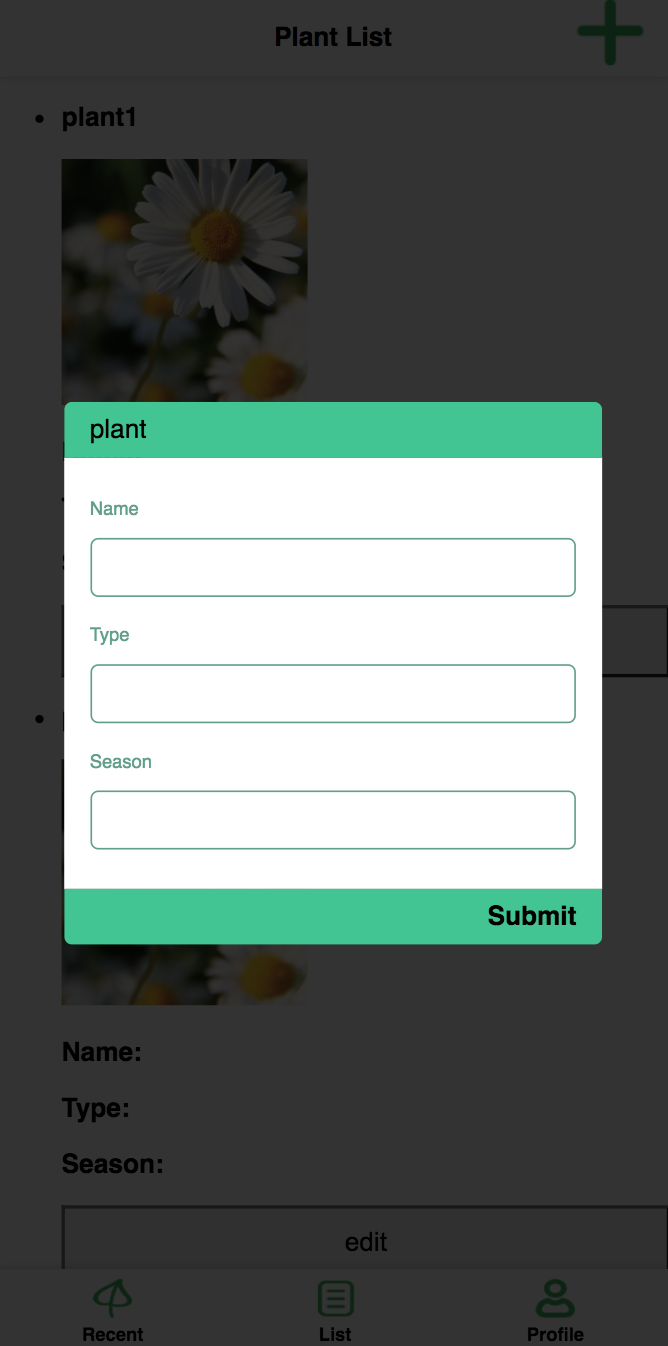 Plant List
plant1
plant
Name
Type
Season
Submit
Name:
Type:
Season:
edit
Recent
List
Profile